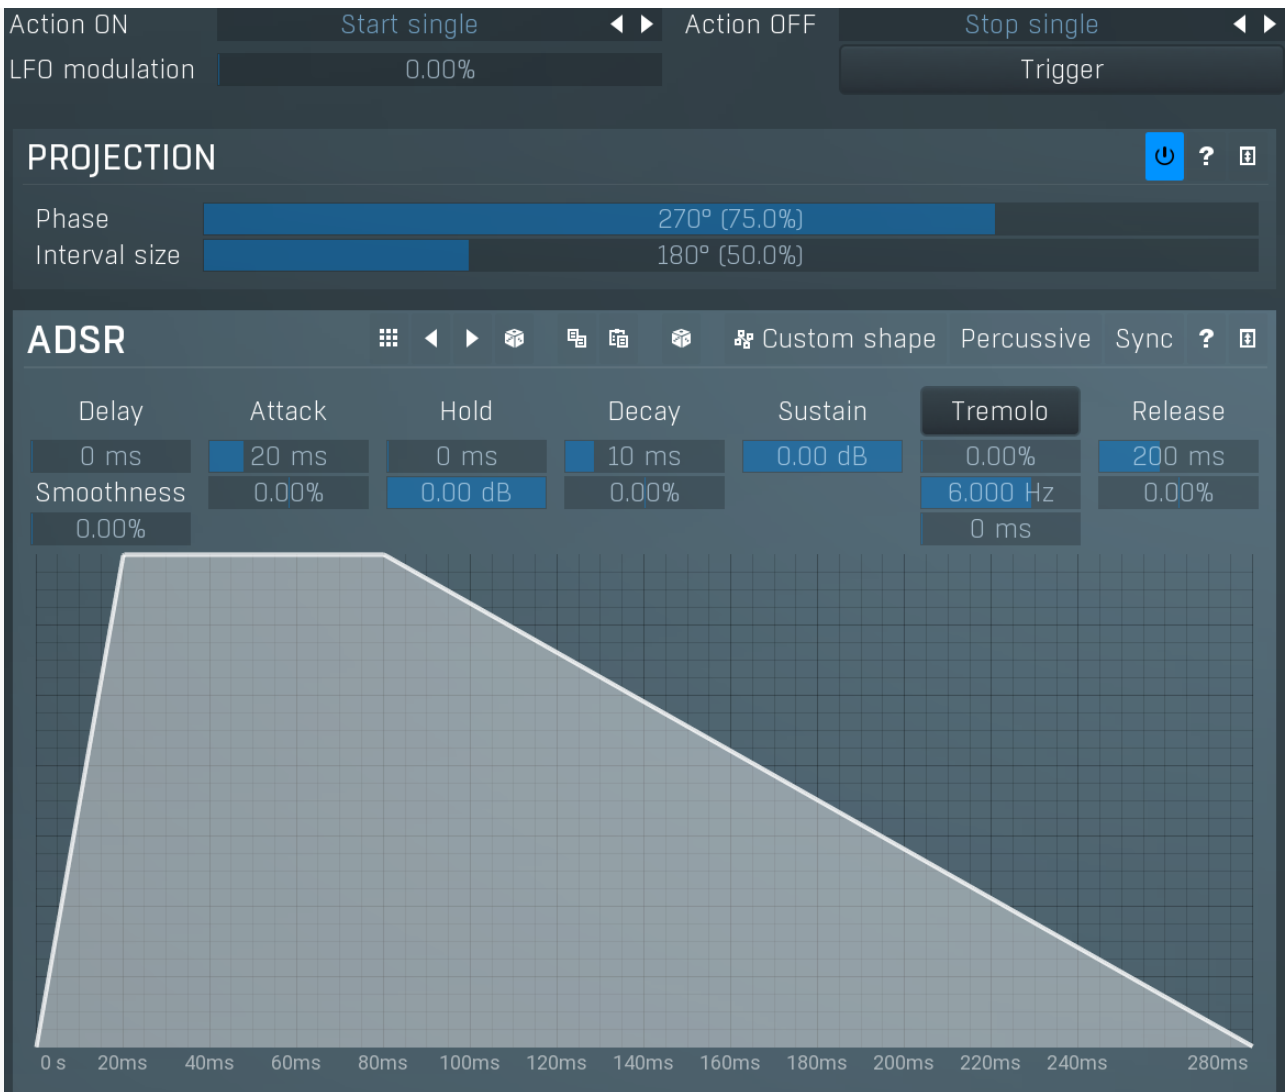 Action ON Start single Action OFF Stop single
LFO modulation 0.00% Trigger
PROJECTION ?
Phase 270° (75.0%)
Interval size 180° (50.0%)
ADSR Custom shape Percussive Sync ?
Delay Attack Hold Decay Sustain Tremolo Release
0 ms 20 ms 0 ms 10 ms 0.00 dB 0.00% 200 ms
Smoothness 0.00% 0.00 dB 0.00% 6.000 Hz 0.00%
0.00% 0 ms
0 s 20ms 40ms 60ms 80ms 100ms 120ms 140ms 160ms 180ms 200ms 220ms 240ms 280ms